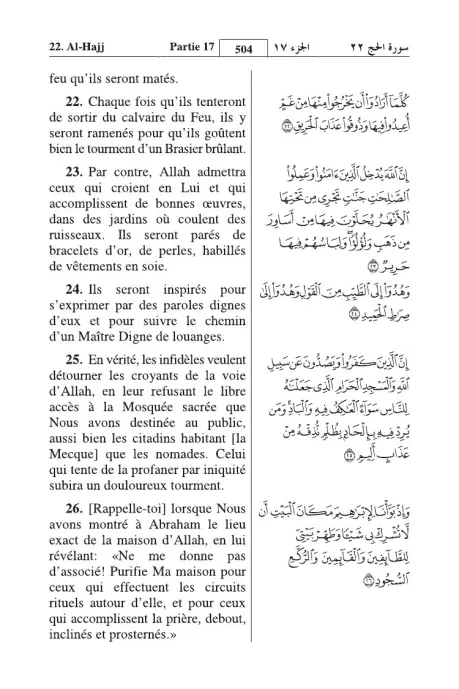 22. Al-Hajj Partie 17 504 الجزء ١٧ سورة الحج ٢٢
feu qu'ils seront matés.
22. Chaque fois qu'ils tenteront
de sortir du calvaire du Feu, ils y
seront ramenés pour qu'ils goûtent
bien le tourment d'un Brasier brûlant.
23. Par contre, Allah admettra
ceux qui croient en Lui et qui
accomplissent de bonnes œuvres,
dans des jardins où coulent des
ruisseaux. Ils seront parés de
bracelets d'or, de perles, habillés
de vêtements en soie.
24. Ils seront inspirés pour
s'exprimer par des paroles dignes
d'eux et pour suivre le chemin
d'un Maître Digne de louanges.
25. En vérité, les infidèles veulent
détourner les croyants de la voie
d'Allah, en leur refusant le libre
accès à la Mosquée sacrée que
Nous avons destinée au public,
aussi bien les citadins habitant [la
Mecque] que les nomades. Celui
qui tente de la profaner par iniquité
subira un douloureux tourment.
26. [Rappelle-toi] lorsque Nous
avons montré à Abraham le lieu
exact de la maison d'Allah, en lui
révélant: «Ne me donne pas
d'associé! Purifie Ma maison pour
ceux qui effectuent les circuits
rituels autour d'elle, et pour ceux
qui accomplissent la prière, debout,
inclinés et prosternés.»
كُلَّمَآ أَرَادُوٓا۟ أَن يَخْرُجُوا۟ مِنْهَا مِنْ غَمٍّ
أُعِيدُوا۟ فِيهَا وَذُوقُوا۟ عَذَابَ ٱلْحَرِيقِ ٢٢
إِنَّ ٱللَّهَ يُدْخِلُ ٱلَّذِينَ ءَامَنُوا۟ وَعَمِلُوا۟
ٱلصَّـٰلِحَـٰتِ جَنَّـٰتٍ تَجْرِى مِن تَحْتِهَا
ٱلْأَنْهَـٰرُ يُحَلَّوْنَ فِيهَا مِنْ أَسَاوِرَ
مِن ذَهَبٍ وَلُؤْلُؤًا ۖ وَلِبَاسُهُمْ فِيهَا
حَرِيرٌ ٢٣
وَهُدُوٓا۟ إِلَى ٱلطَّيِّبِ مِنَ ٱلْقَوْلِ وَهُدُوٓا۟ إِلَىٰ
صِرَٰطِ ٱلْحَمِيدِ ٢٤
إِنَّ ٱلَّذِينَ كَفَرُوا۟ وَيَصُدُّونَ عَن سَبِيلِ
ٱللَّهِ وَٱلْمَسْجِدِ ٱلْحَرَامِ ٱلَّذِى جَعَلْنَـٰهُ
لِلنَّاسِ سَوَآءً ٱلْعَـٰكِفُ فِيهِ وَٱلْبَادِ ۚ وَمَن
يُرِدْ فِيهِ بِإِلْحَادٍۭ بِظُلْمٍ نُّذِقْهُ مِنْ
عَذَابٍ أَلِيمٍ ٢٥
وَإِذْ بَوَّأْنَا لِإِبْرَٰهِيمَ مَكَانَ ٱلْبَيْتِ أَن
لَّا تُشْرِكْ بِى شَيْـًٔا وَطَهِّرْ بَيْتِىَ
لِلطَّآئِفِينَ وَٱلْقَآئِمِينَ وَٱلرُّكَّعِ
ٱلسُّجُودِ ٢٦